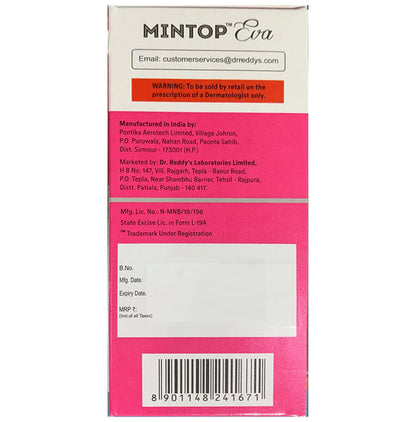 MINTOP™ Eva
Email: customerservices@drreddys.com
WARNING: To be sold by retail on the
prescription of a Dermatologist only.
Manufactured in India by:
Pontika Aerotech Limited, Village Johron,
P.O. Puruwala, Nahan Road, Paonta Sahib,
Dist. Sirmour - 173001 (H.P.)
Marketed by: Dr. Reddy's Laboratories Limited,
H B No. 147, Vill. Rajgarh, Tepla - Banur Road,
P.O. Tepla, Near Shambhu Barrier, Tehsil - Rajpura,
Distt. Patiala, Punjab - 140 417.
Mfg. Lic. No.: N-MNB/18/196
State Excise Lic. in Form L-19A
™ Trademark Under Registration
B.No.
Mfg. Date.
Expiry Date.
MRP ₹:
(incl of all Taxes)
8 901148 241671